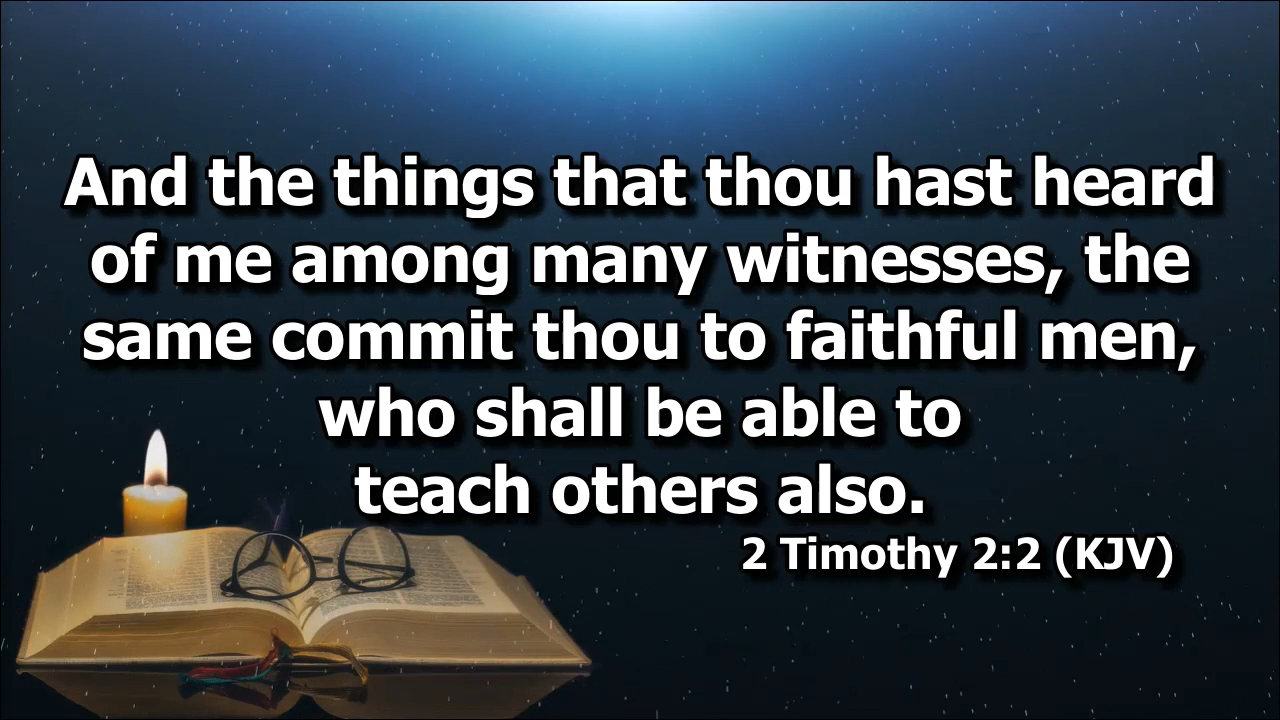 And the things that thou hast heard
of me among many witnesses, the
same commit thou to faithful men,
who shall be able to
teach others also.
2 Timothy 2:2 (KJV)